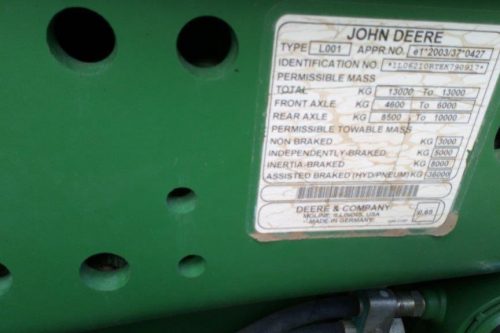 JOHN DEERE
TYPE L001 APPR.NO. e1*2003/37*0427
IDENTIFICATION NO.
PERMISSIBLE MASS
TOTAL KG 13000 To 13000
FRONT AXLE KG 4600 To 6000
REAR AXLE KG 8500 To 10000
PERMISSIBLE TOWABLE MASS
NON BRAKED KG 3000
INDEPENDENTLY-BRAKED KG 5000
INERTIA-BRAKED KG 8000
ASSISTED BRAKED (HYD/PNEUM) KG 36000
DEERE & COMPANY
MOLINE, ILLINOIS, USA
MADE IN GERMANY